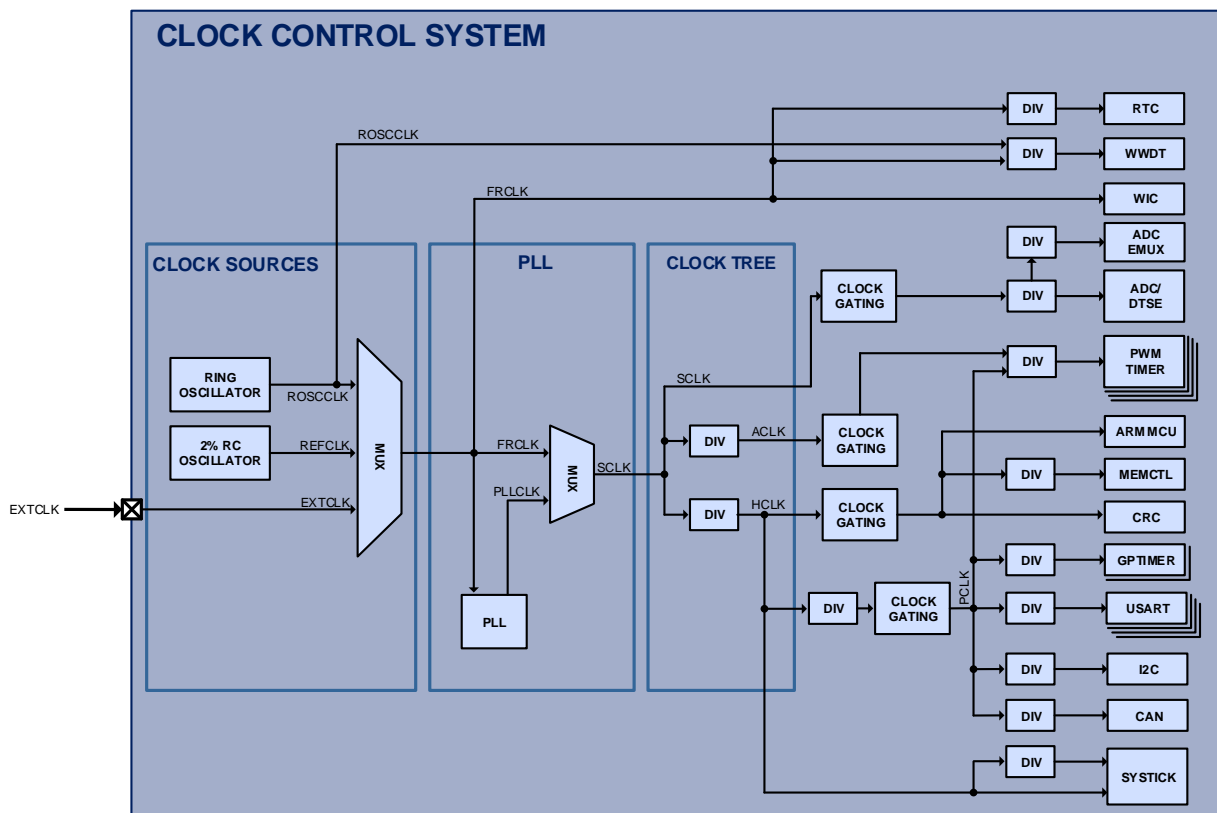 CLOCK CONTROL SYSTEM
DIV
RTC
ROSCCLK
DIV
WWDT
FRCLK
WIC
CLOCK SOURCES
PLL
CLOCK TREE
DIV
ADC
EMUX
CLOCK
GATING
DIV
ADC/
DTSE
RING
OSCILLATOR
ROSCCLK
SCLK
DIV
PWM
TIMER
2% RC
OSCILLATOR
REFCLK
MUX
FRCLK
MUX
SCLK
DIV
ACLK
CLOCK
GATING
ARM MCU
DIV
MEMCTL
EXTCLK
EXTCLK
PLLCLK
DIV
HCLK
CLOCK
GATING
CRC
DIV
GPTIMER
PLL
DIV
CLOCK
GATING
PCLK
DIV
USART
DIV
I2C
DIV
CAN
DIV
SYSTICK